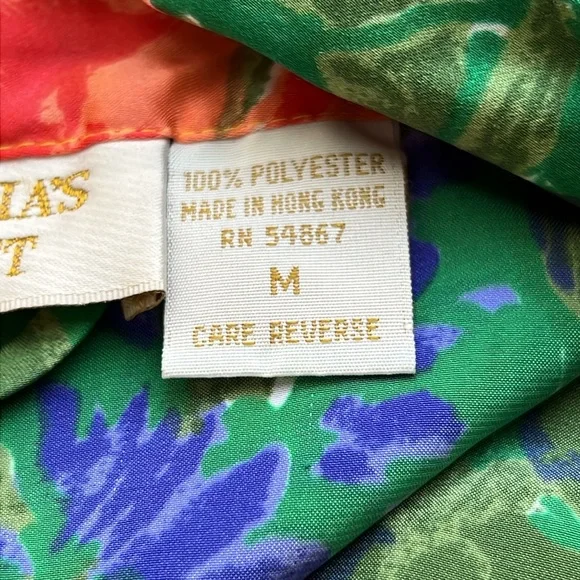 IA'S
T
100% POLYESTER
MADE IN HONG KONG
RN 54867
M
CARE REVERSE